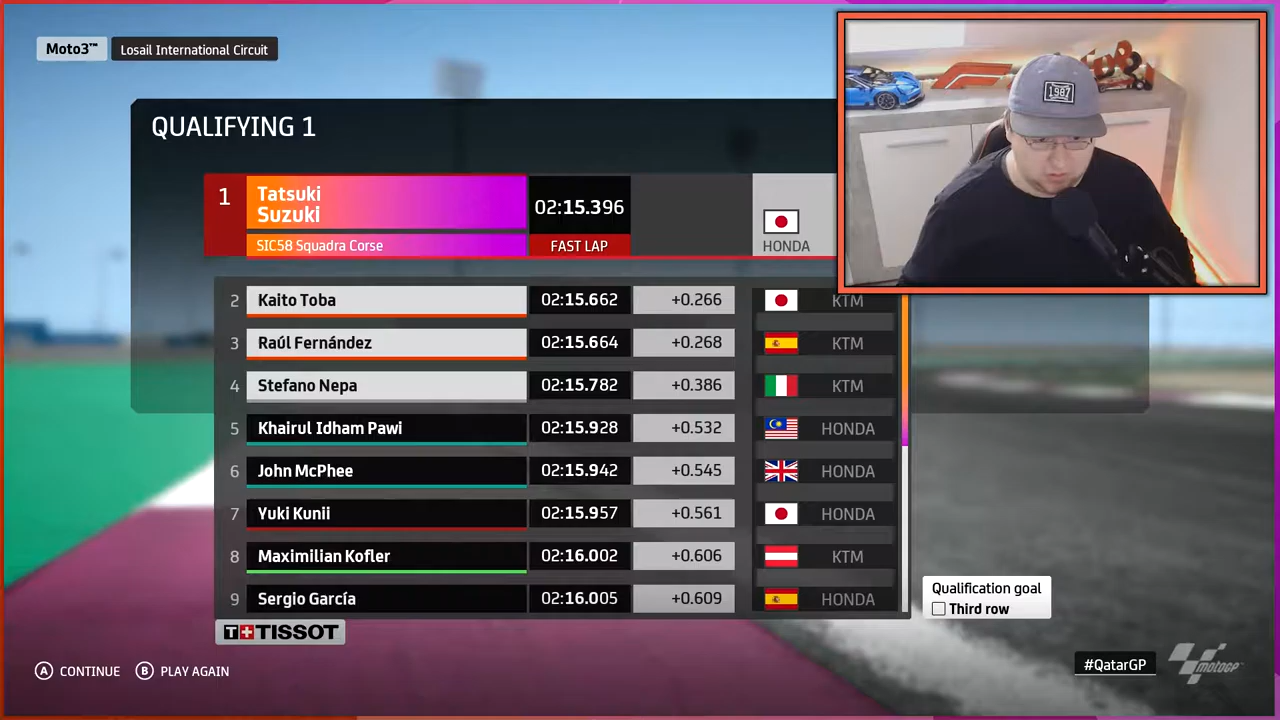 Moto3™ Losail International Circuit
1987
QUALIFYING 1
1 Tatsuki Suzuki 02:15.396
SIC58 Squadra Corse FAST LAP HONDA
2 Kaito Toba 02:15.662 +0.266 KTM
3 Raúl Fernández 02:15.664 +0.268 KTM
4 Stefano Nepa 02:15.782 +0.386 KTM
5 Khairul Idham Pawi 02:15.928 +0.532 HONDA
6 John McPhee 02:15.942 +0.545 HONDA
7 Yuki Kunii 02:15.957 +0.561 HONDA
8 Maximilian Kofler 02:16.002 +0.606 KTM
9 Sergio García 02:16.005 +0.609 HONDA
Qualification goal
Third row
TISSOT
A CONTINUE B PLAY AGAIN
#QatarGP
motoGP